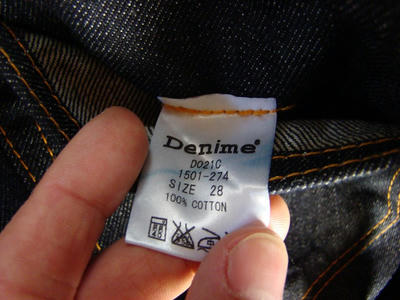 Denime®
D021C
1501-274
SIZE 28
100% COTTON